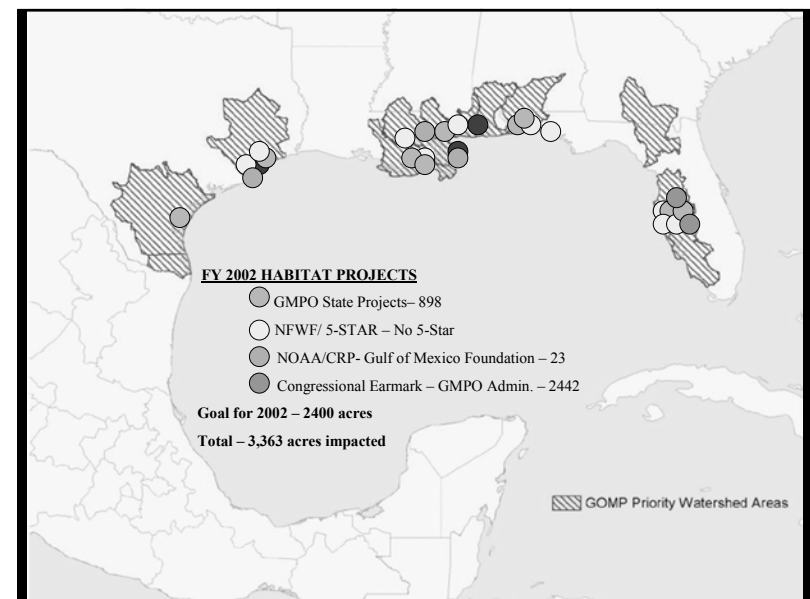 FY 2002 HABITAT PROJECTS
GMPO State Projects– 898
NFWF/ 5-STAR – No 5-Star
NOAA/CRP- Gulf of Mexico Foundation – 23
Congressional Earmark – GMPO Admin. – 2442
Goal for 2002 – 2400 acres
Total – 3,363 acres impacted
GOMP Priority Watershed Areas